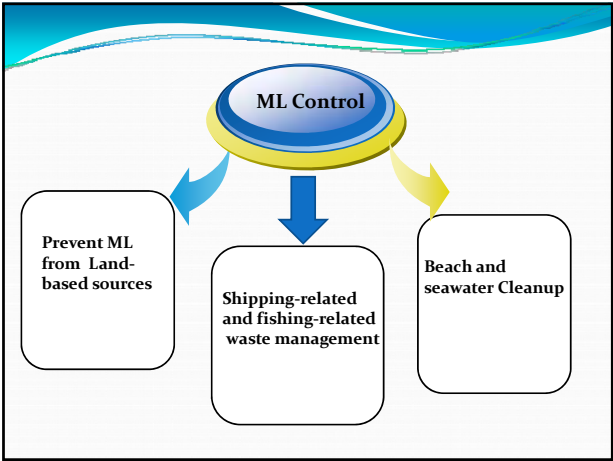 ML Control
Prevent ML
from Land-
based sources
Shipping-related
and fishing-related
waste management
Beach and
seawater Cleanup